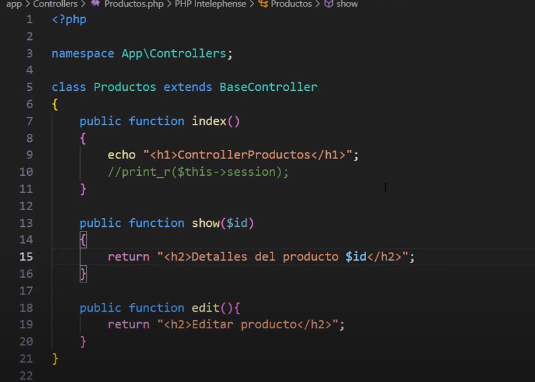 app > Controllers > Productos.php > PHP Intelephense > Productos > show
1 <?php
2
3 namespace App\Controllers;
4
5 class Productos extends BaseController
6 {
7     public function index()
8     {
9         echo "<h1>ControllerProductos</h1>";
10         //print_r($this->session);
11     }
12
13     public function show($id)
14     {
15         return "<h2>Detalles del producto $id</h2>";
16     }
17
18     public function edit(){
19         return "<h2>Editar producto</h2>";
20     }
21 }
22